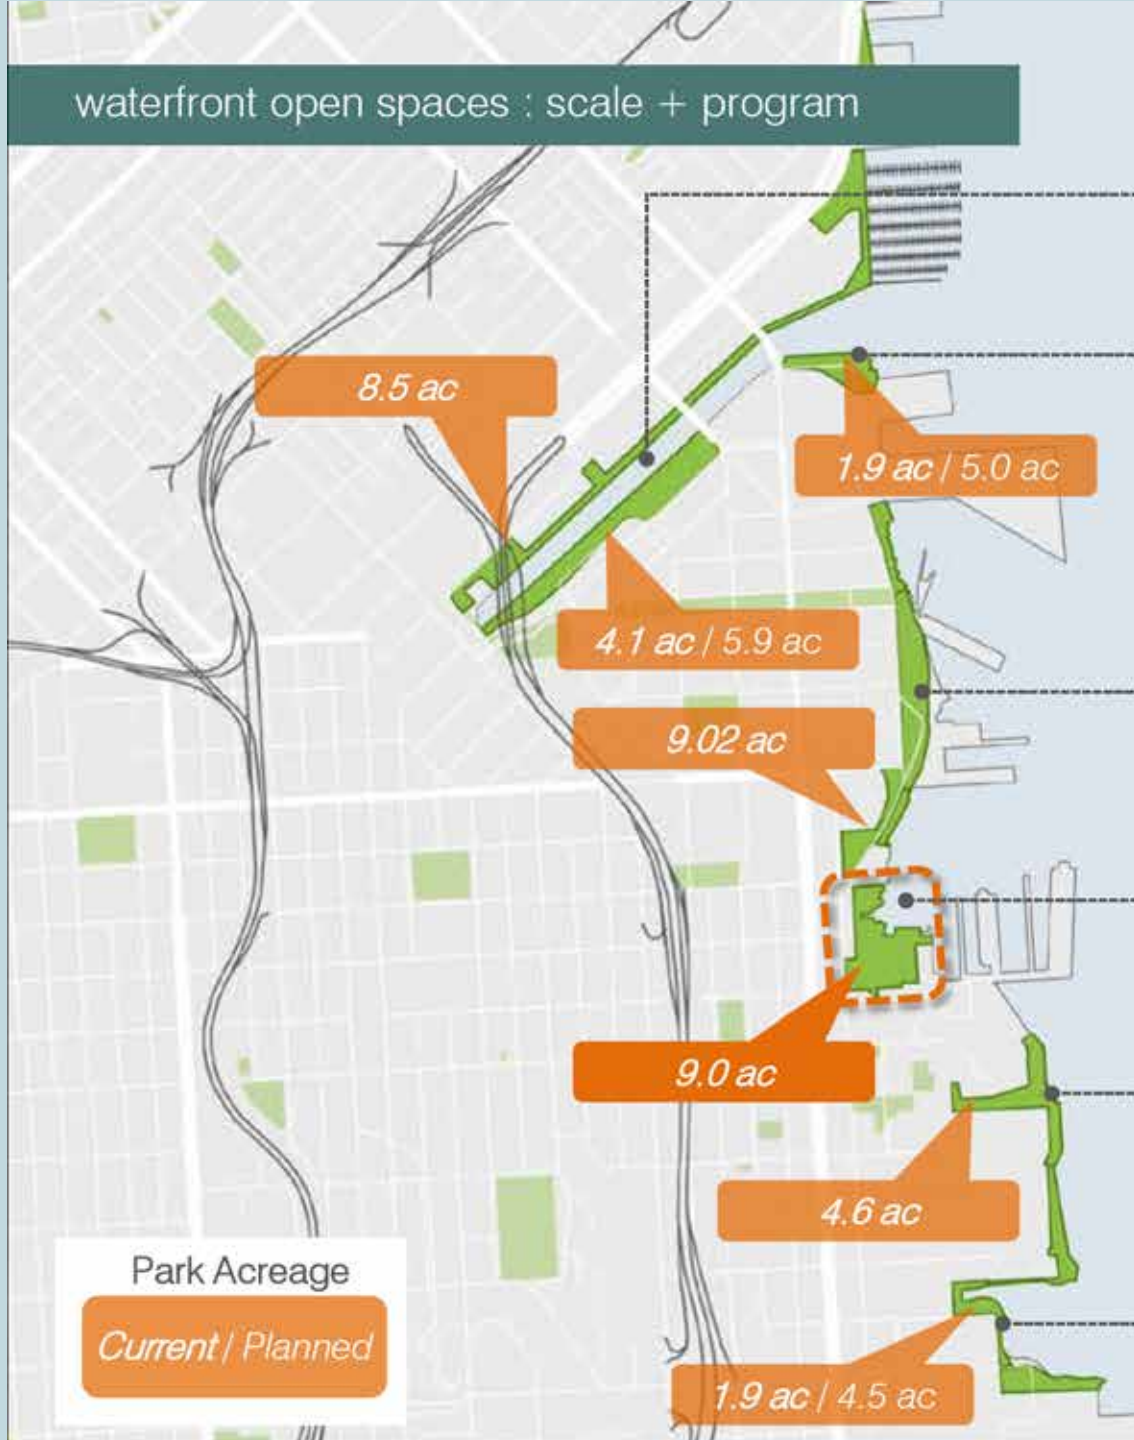 waterfront open spaces : scale + program
8.5 ac
1.9 ac / 5.0 ac
4.1 ac / 5.9 ac
9.02 ac
9.0 ac
4.6 ac
Park Acreage
Current / Planned
1.9 ac / 4.5 ac